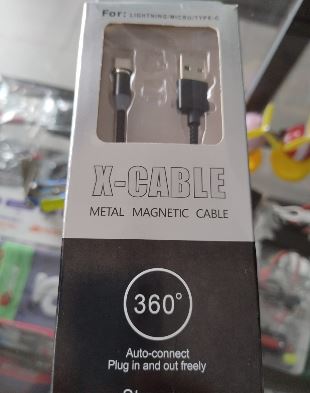 For: LIGHTNING/MICRO/TYPE-C
X-CABLE
METAL MAGNETIC CABLE
360°
Auto-connect
Plug in and out freely